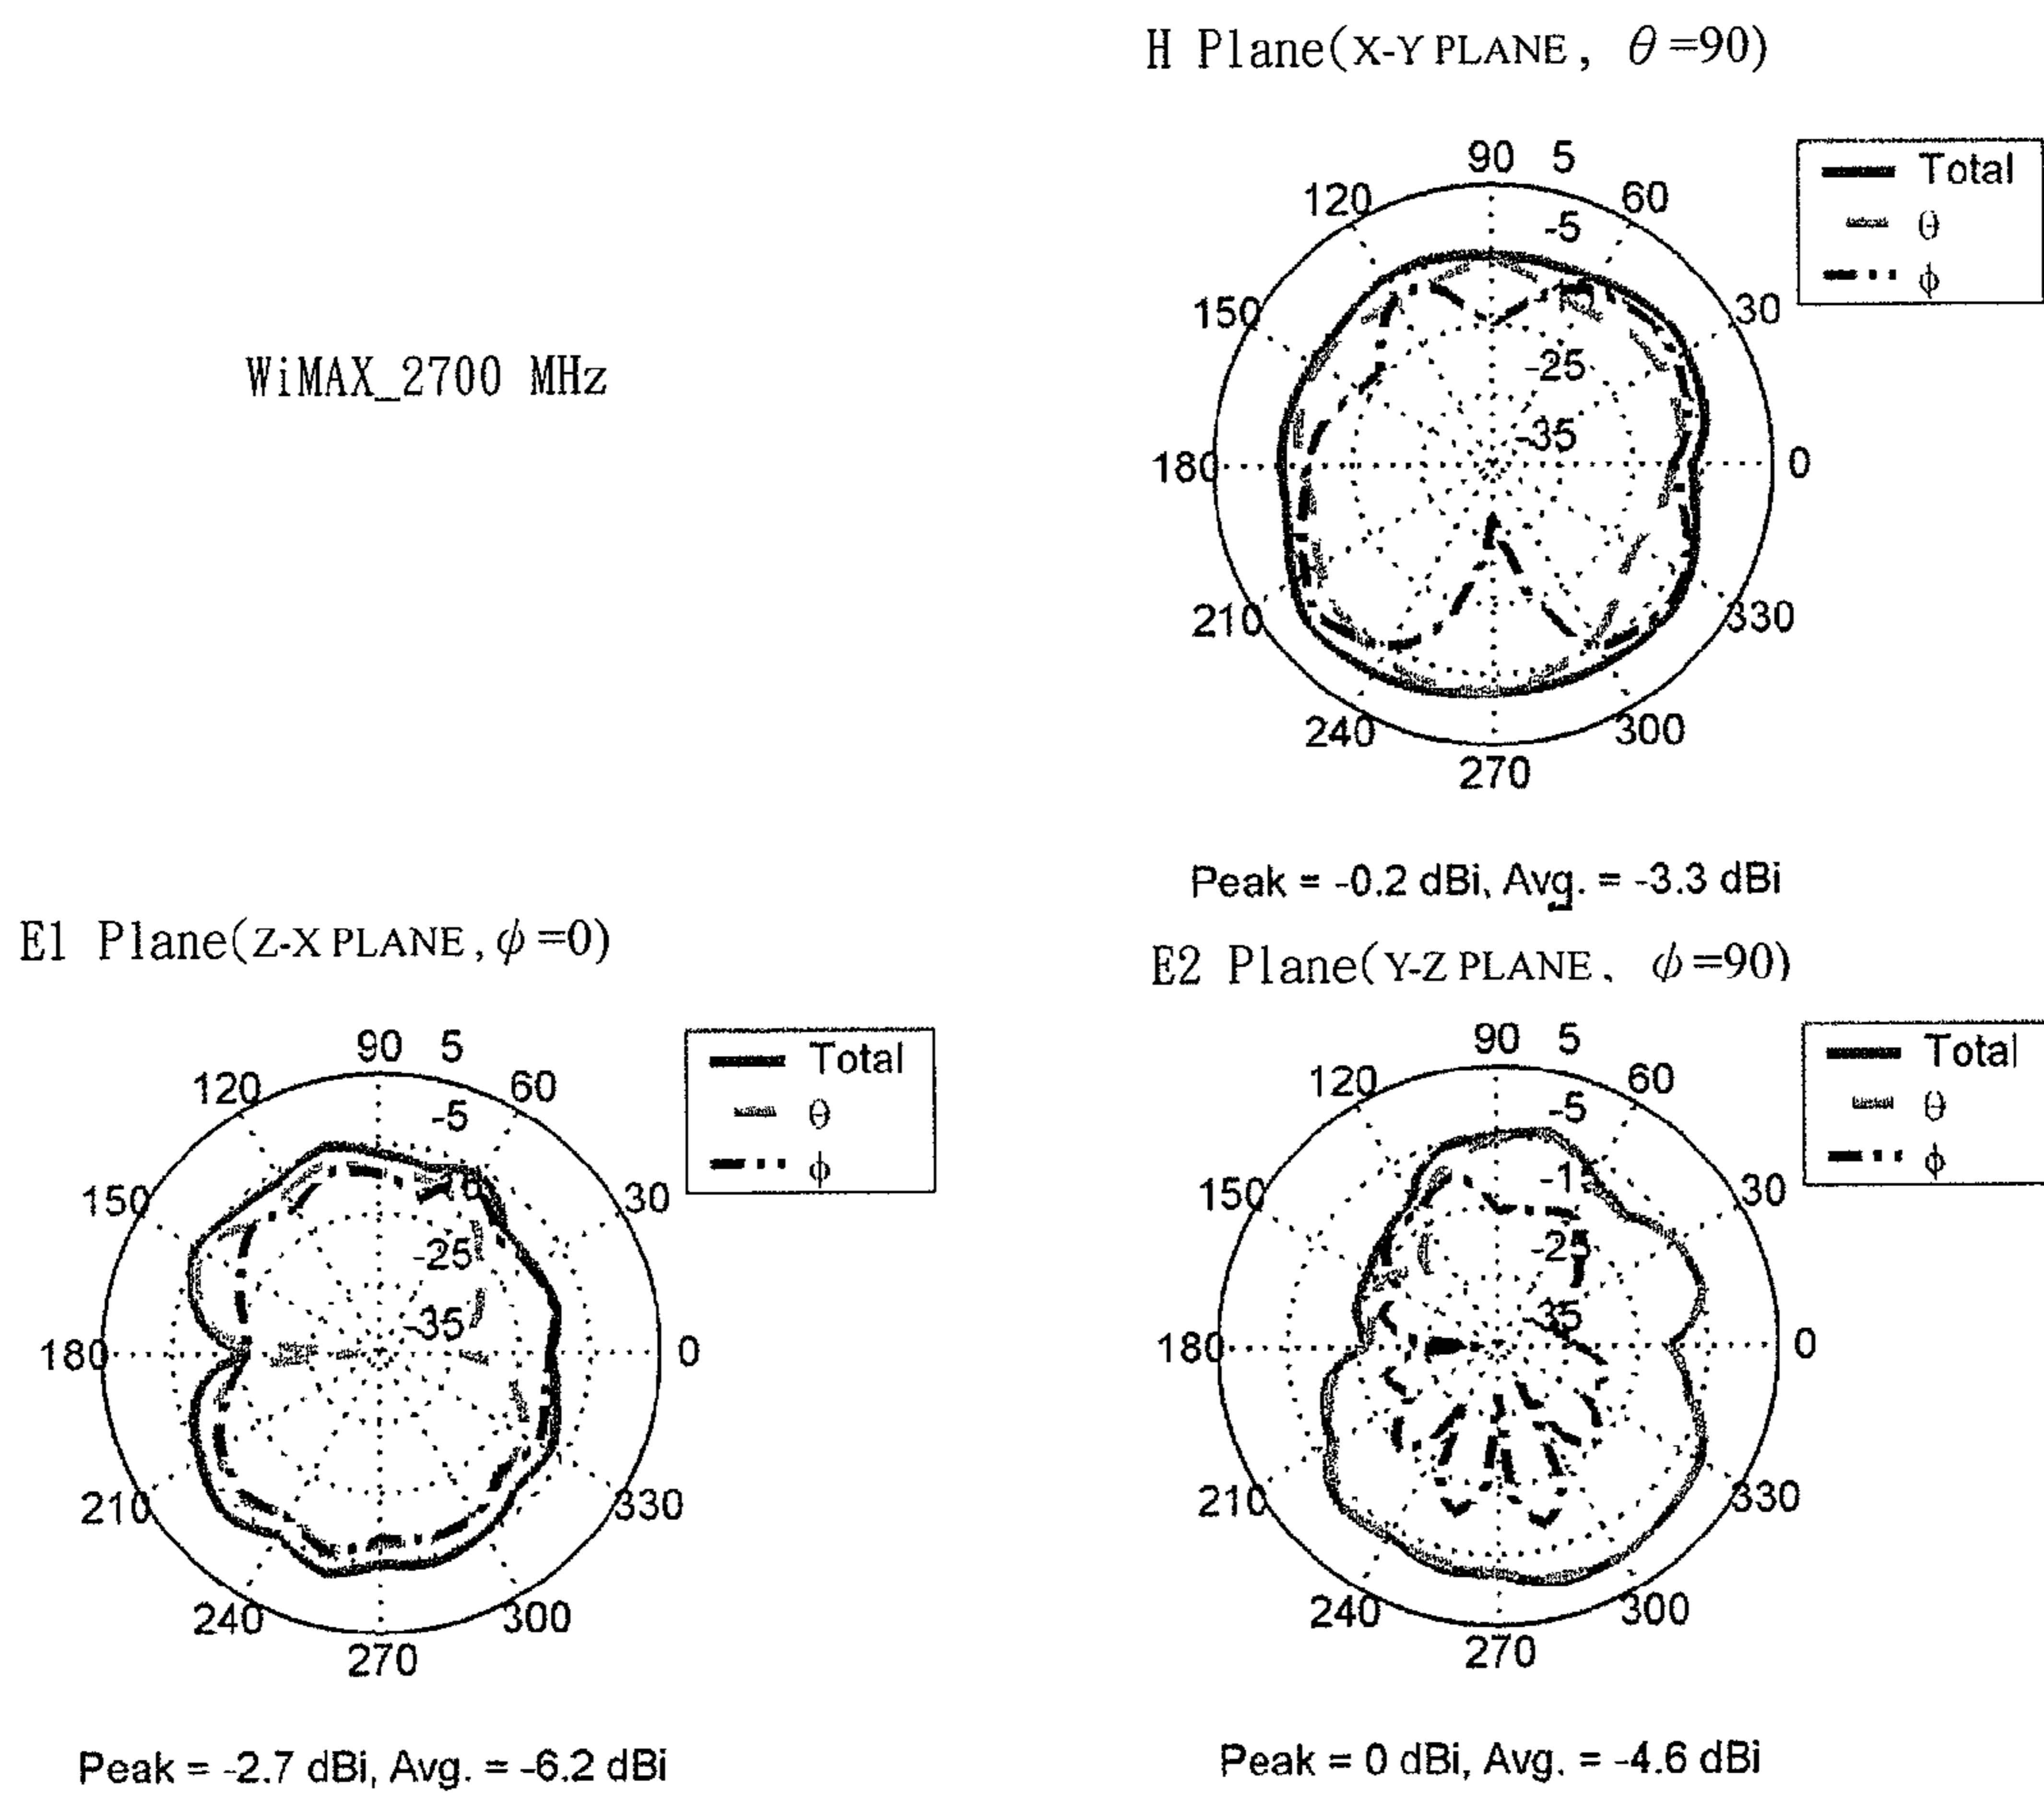 H Plane(X-Y PLANE, θ=90)
90 5
120
60
-5
150
30
-25
-35
180
0
210
330
240
300
270
Total
θ
ϕ
WiMAX_2700 MHz
Peak = -0.2 dBi, Avg. = -3.3 dBi
E1 Plane(Z-X PLANE, ϕ=0)
90 5
120
60
-5
150
30
-25
-35
180
0
210
330
240
300
270
Total
θ
ϕ
Peak = -2.7 dBi, Avg. = -6.2 dBi
E2 Plane(Y-Z PLANE, ϕ=90)
90 5
120
60
-5
150
30
-25
-35
180
0
210
330
240
300
270
Total
θ
ϕ
Peak = 0 dBi, Avg. = -4.6 dBi